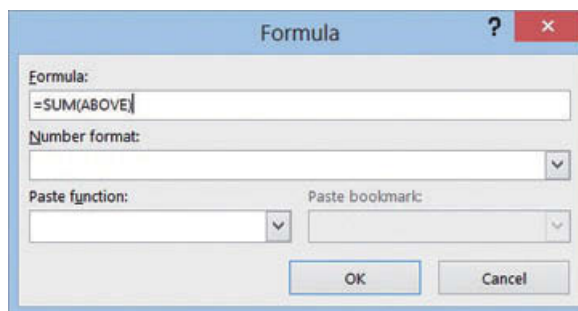 Formula
?
×
Formula:
=SUM(ABOVE)
Number format:
Paste function:
Paste bookmark:
OK
Cancel